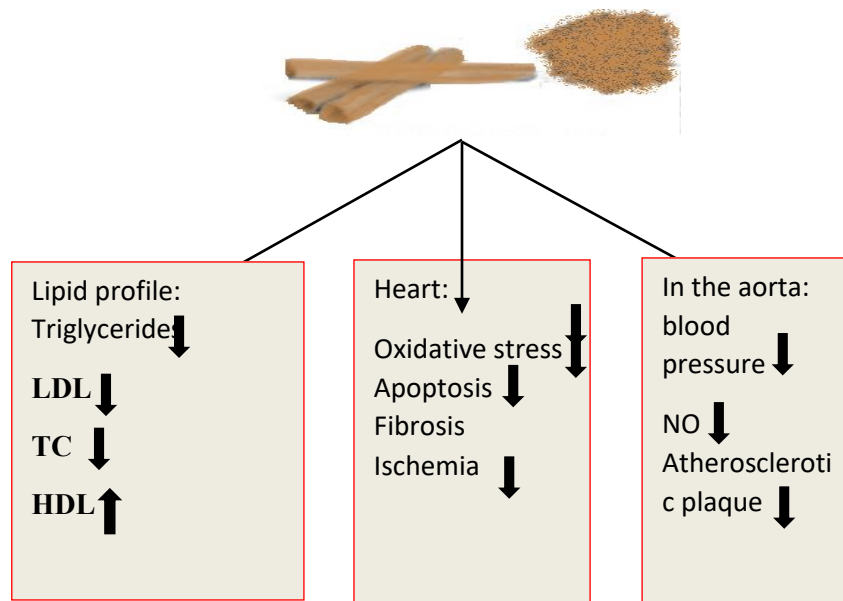 Lipid profile:
Triglycerides
LDL
TC
HDL
Heart:
Oxidative stress
Apoptosis
Fibrosis
Ischemia
In the aorta:
blood
pressure
NO
Atheroscleroti
c plaque